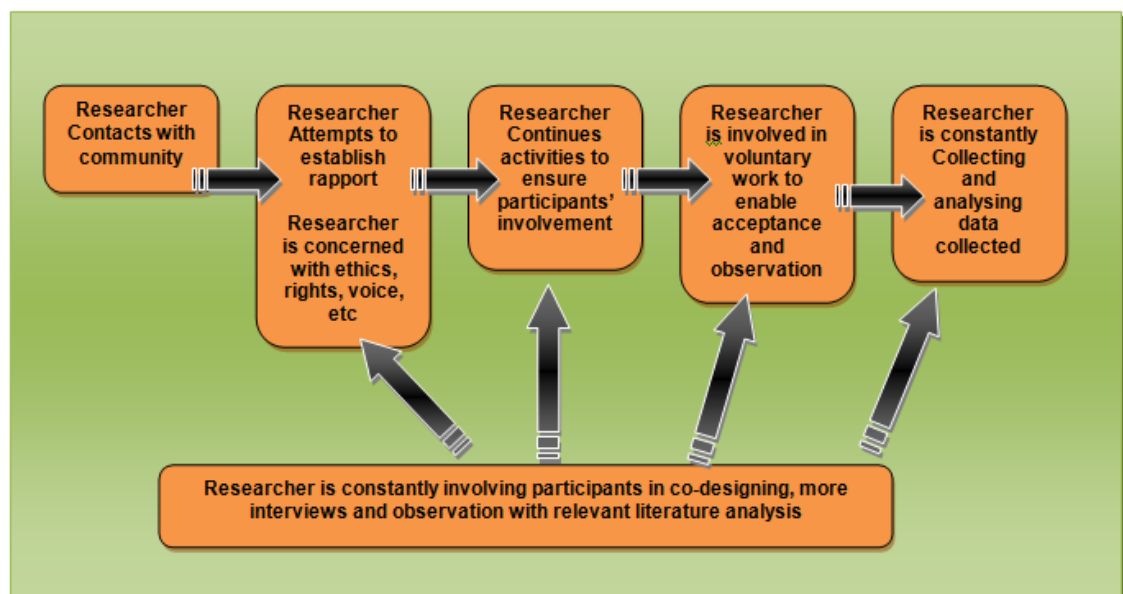 Researcher
Contacts with
community
Researcher
Attempts to
establish
rapport
Researcher
is concerned
with ethics,
rights, voice,
etc
Researcher
Continues
activities to
ensure
participants'
involvement
Researcher
is involved in
voluntary
work to
enable
acceptance
and
observation
Researcher
is constantly
Collecting
and
analysing
data
collected
Researcher is constantly involving participants in co-designing, more
interviews and observation with relevant literature analysis